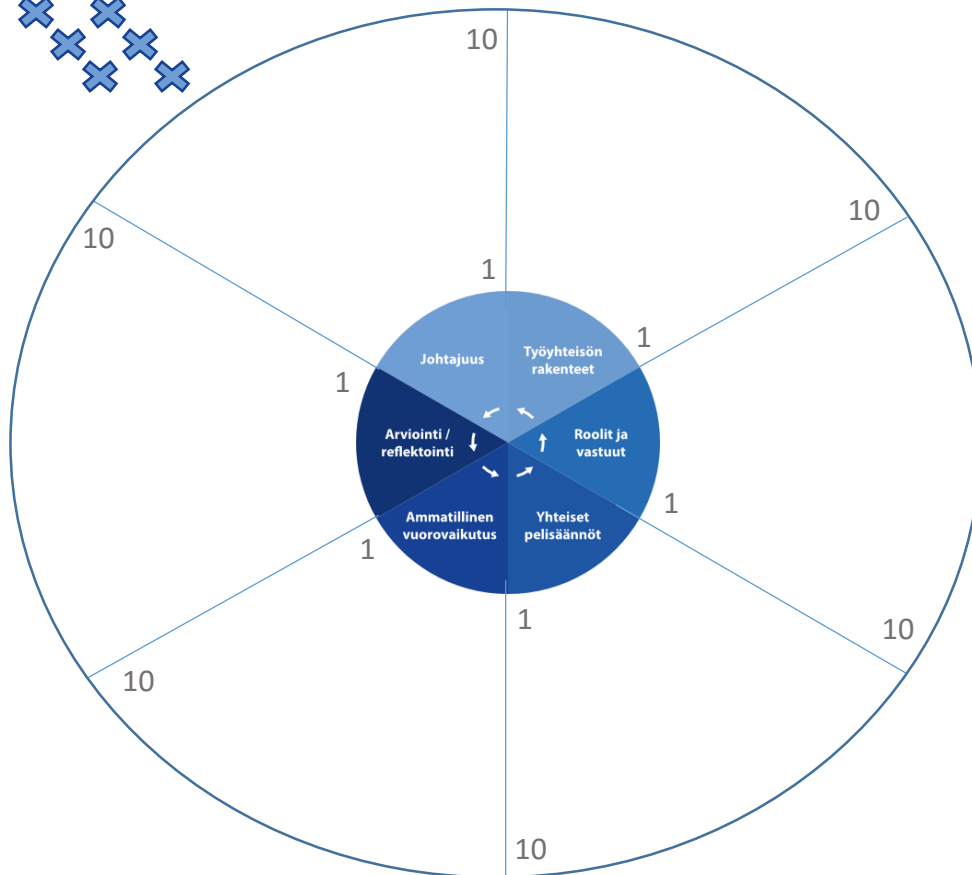 10
10
10
1
1
Työyhteisön
rakenteet
Johtajuus
1
Arviointi /
reflektointi
Roolit ja
vastuut
1
Ammatillinen
vuorovaikutus
Yhteiset
pelisäännöt
1
1
10
10
10